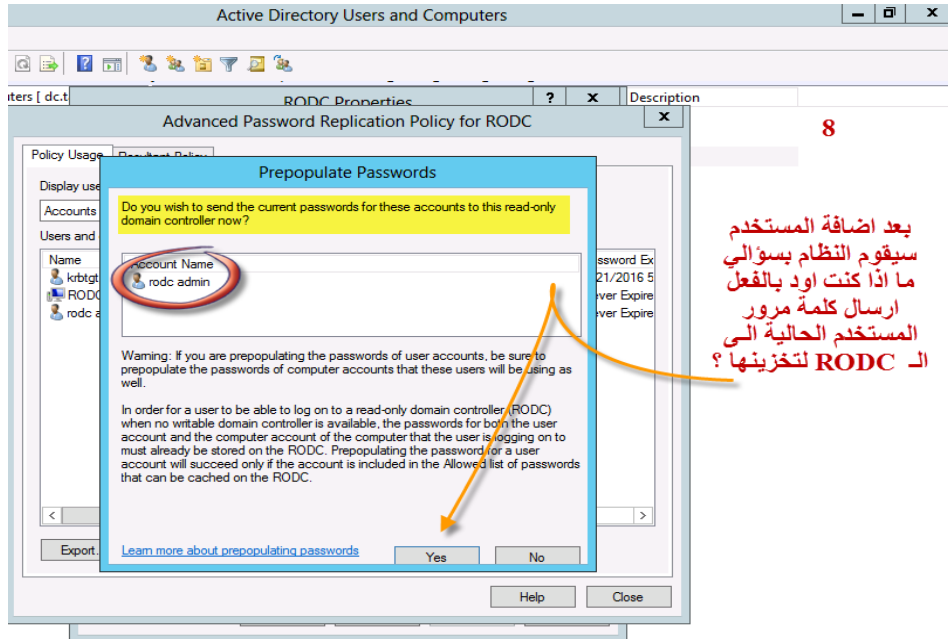 Active Directory Users and Computers
ters [ dc.t
RODC Properties
Description
Advanced Password Replication Policy for RODC
8
Policy Usage
Resultant Policy
Prepopulate Passwords
Display use
Do you wish to send the current passwords for these accounts to this read-only
domain controller now?
Accounts
Users and
Name
Account Name
ssword Ex
krbtgt
rodc admin
21/2016 5
RODC
ever Expire
rodc a
ever Expire
بعد اضافة المستخدم
سيقوم النظام بسؤالي
ما اذا كنت اود بالفعل
ارسال كلمة مرور
المستخدم الحالية الى
الـ RODC لتخزينها ؟
Warning: If you are prepopulating the passwords of user accounts, be sure to
prepopulate the passwords of computer accounts that these users will be using as
well.
In order for a user to be able to log on to a read-only domain controller (RODC)
when no writable domain controller is available, the passwords for both the user
account and the computer account of the computer that the user is logging on to
must already be stored on the RODC. Prepopulating the password for a user
account will succeed only if the account is included in the Allowed list of passwords
that can be cached on the RODC.
Export.
Learn more about prepopulating passwords
Yes
No
Help
Close